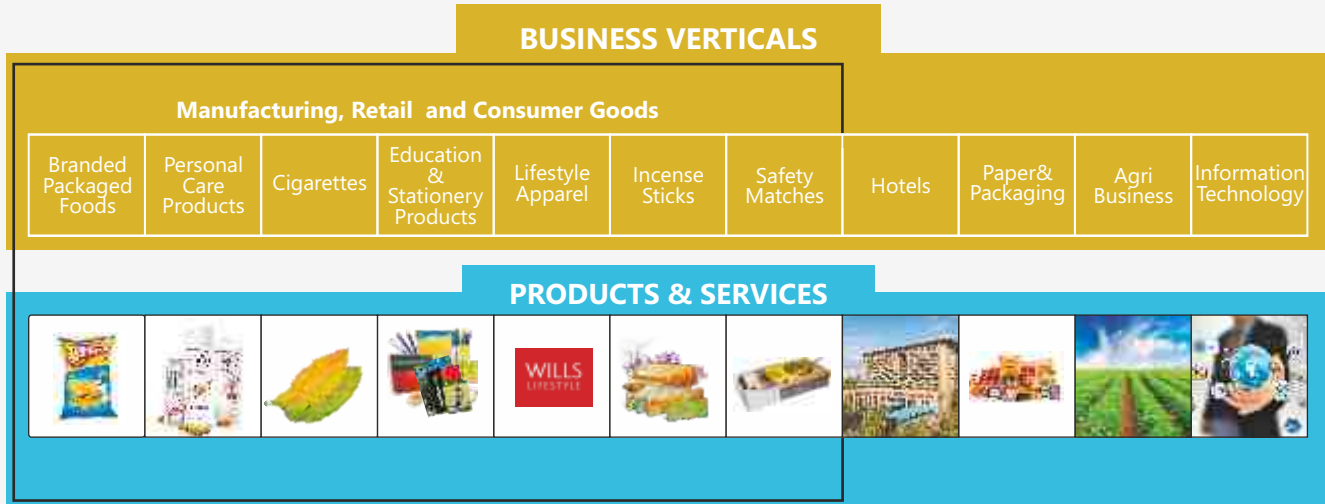 BUSINESS VERTICALS
Manufacturing, Retail and Consumer Goods
Branded
Packaged
Foods
Personal
Care
Products
Cigarettes
Education
&
Stationery
Products
Lifestyle
Apparel
Incense
Sticks
Safety
Matches
Hotels
Paper&
Packaging
Agri
Business
Information
Technology
PRODUCTS & SERVICES
WILLS
LIFESTYLE